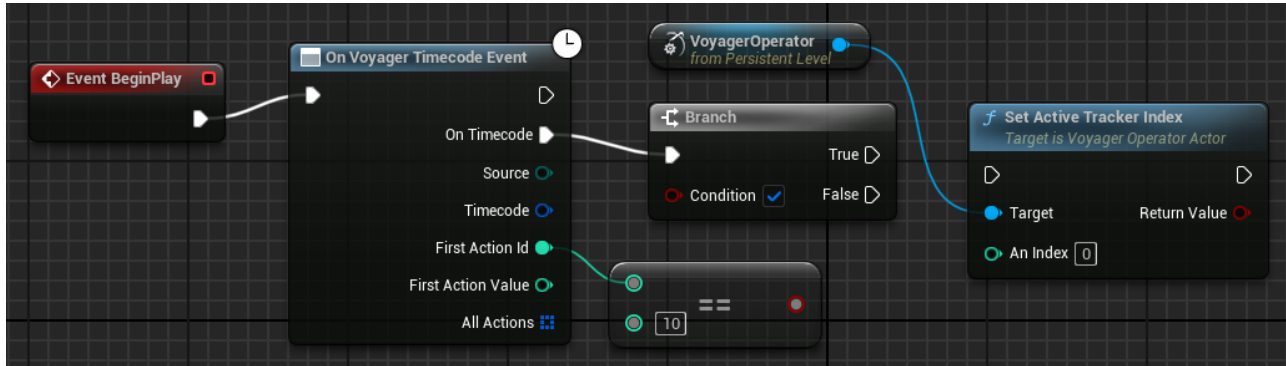 Event BeginPlay
On Voyager Timecode Event
On Timecode
Source
Timecode
First Action Id
First Action Value
All Actions
VoyagerOperator
from Persistent Level
Branch
True
Condition
False
10
==
Set Active Tracker Index
Target is Voyager Operator Actor
Target
Return Value
An Index 0